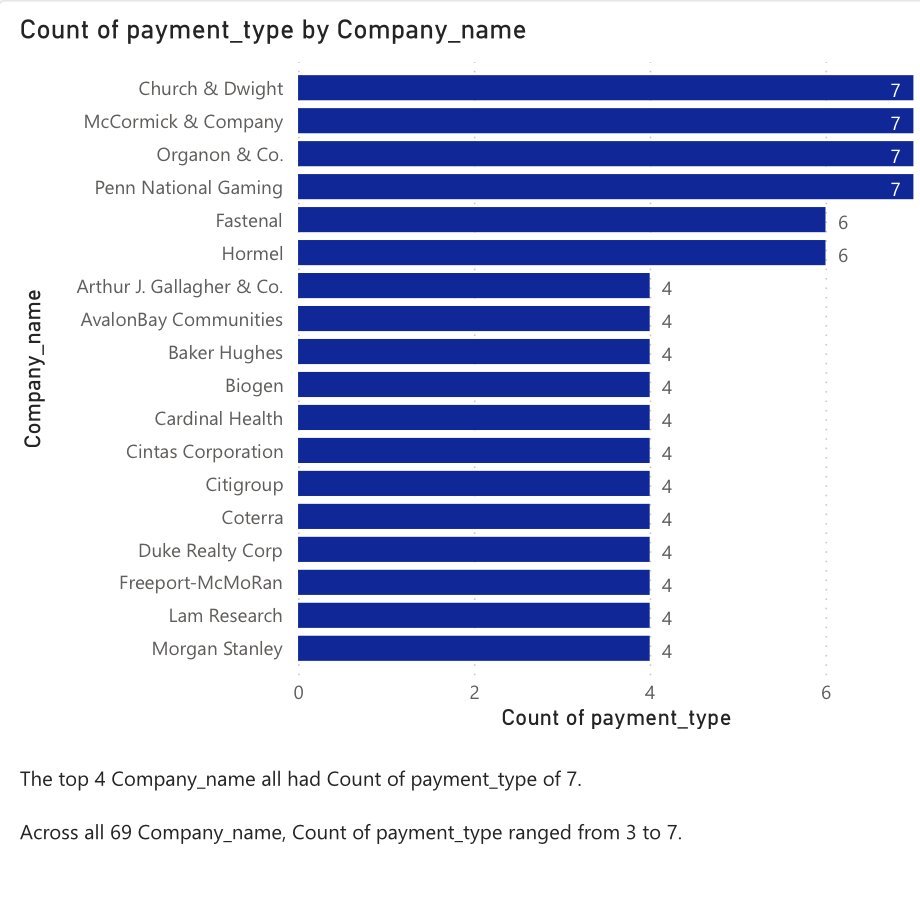 Count of payment_type by Company_name
Church & Dwight 7
McCormick & Company 7
Organon & Co. 7
Penn National Gaming 7
Fastenal 6
Hormel 6
Arthur J. Gallagher & Co. 4
AvalonBay Communities 4
Baker Hughes 4
Biogen 4
Cardinal Health 4
Cintas Corporation 4
Citigroup 4
Coterra 4
Duke Realty Corp 4
Freeport-McMoRan 4
Lam Research 4
Morgan Stanley 4
Company_name
0 2 4 6
Count of payment_type
The top 4 Company_name all had Count of payment_type of 7.
Across all 69 Company_name, Count of payment_type ranged from 3 to 7.